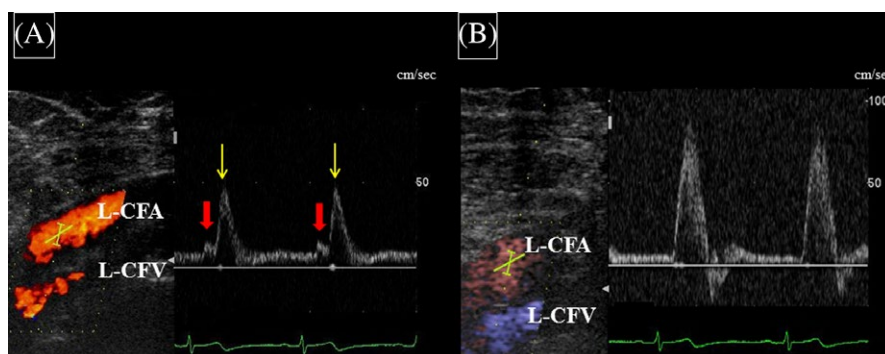 (A)
cm/sec
50
L-CFA
L-CFV
(B)
cm/sec
-100
50
L-CFA
L-CFV